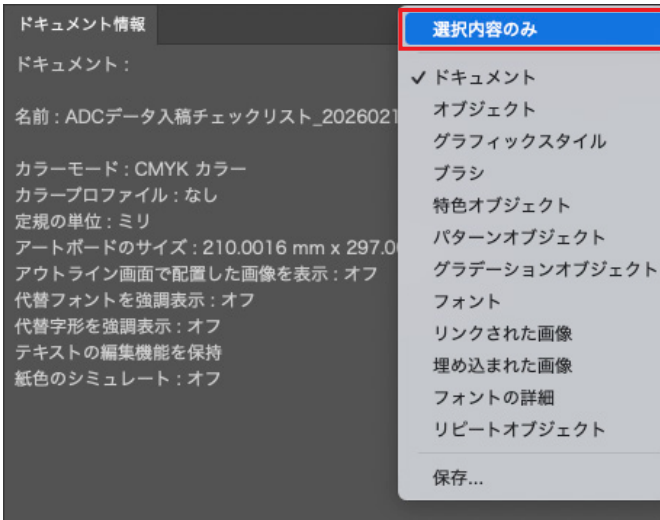 ドキュメント情報
ドキュメント :
名前 : ADCデータ入稿チェックリスト_2026021
カラーモード : CMYK カラー
カラープロファイル : なし
定規の単位 : ミリ
アートボードのサイズ : 210.0016 mm x 297.00
アウトライン画面で配置した画像を表示 : オフ
代替フォントを強調表示 : オフ
代替字形を強調表示 : オフ
テキストの編集機能を保持
紙色のシミュレート : オフ
選択内容のみ
✓ ドキュメント
オブジェクト
グラフィックスタイル
ブラシ
特色オブジェクト
パターンオブジェクト
グラデーションオブジェクト
フォント
リンクされた画像
埋め込まれた画像
フォントの詳細
リピートオブジェクト
保存...